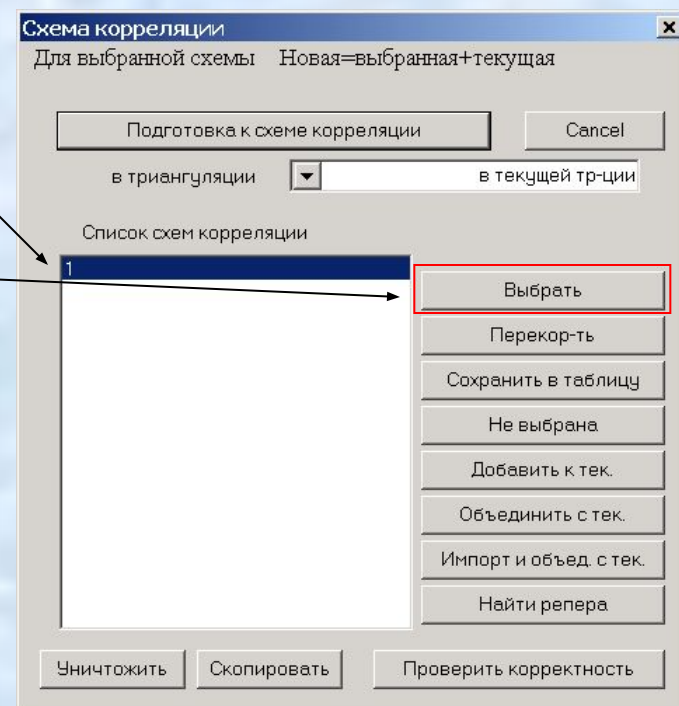 Схема корреляции
Для выбранной схемы Новая=выбранная+текущая
Подготовка к схеме корреляции
Cancel
в триангуляции
в текущей тр-ции
Список схем корреляции
1
Выбрать
Перекор-ть
Сохранить в таблицу
Не выбрана
Добавить к тек.
Объединить с тек.
Импорт и объед. с тек.
Найти репера
Уничтожить
Скопировать
Проверить корректность